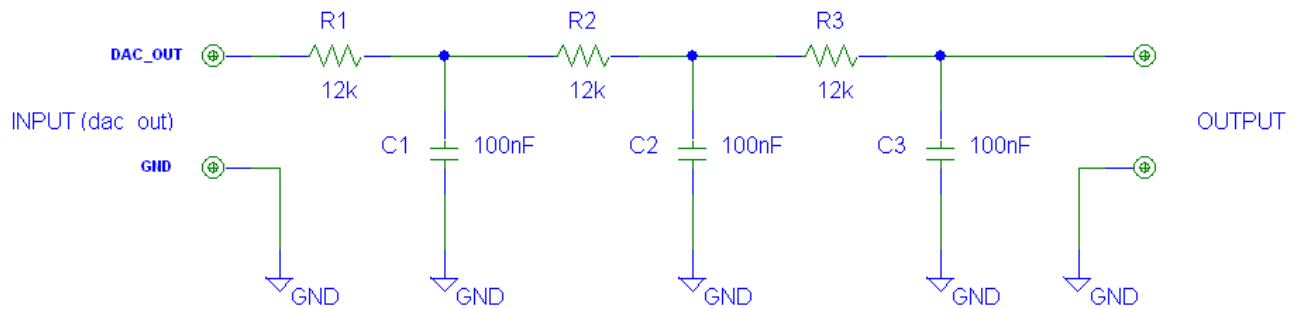 R1 R2 R3
DAC_OUT
12k 12k 12k
INPUT (dac out) OUTPUT
C1 100nF C2 100nF C3 100nF
GND
GND GND GND GND GND